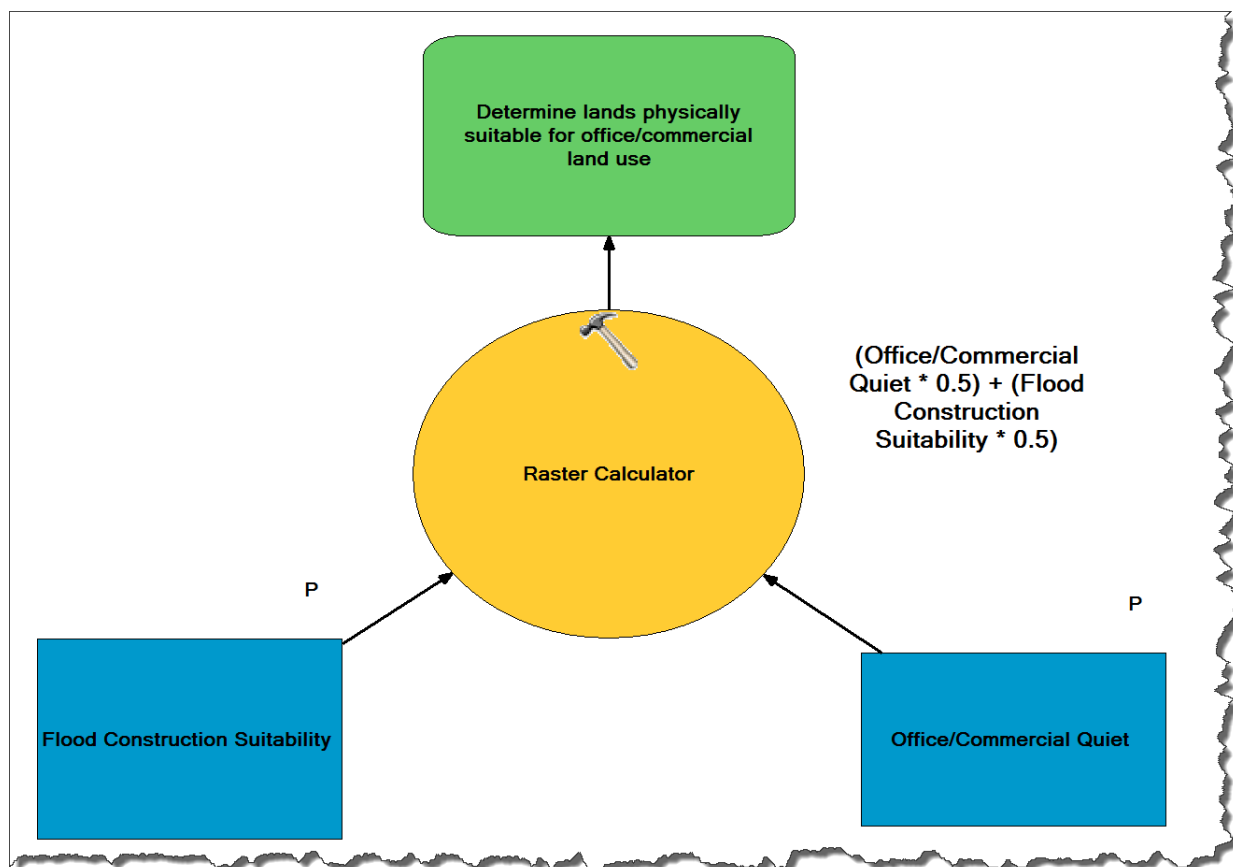 Determine lands physically
suitable for office/commercial
land use
(Office/Commercial
Quiet * 0.5) + (Flood
Construction
Suitability * 0.5)
Raster Calculator
P
P
Flood Construction Suitability
Office/Commercial Quiet